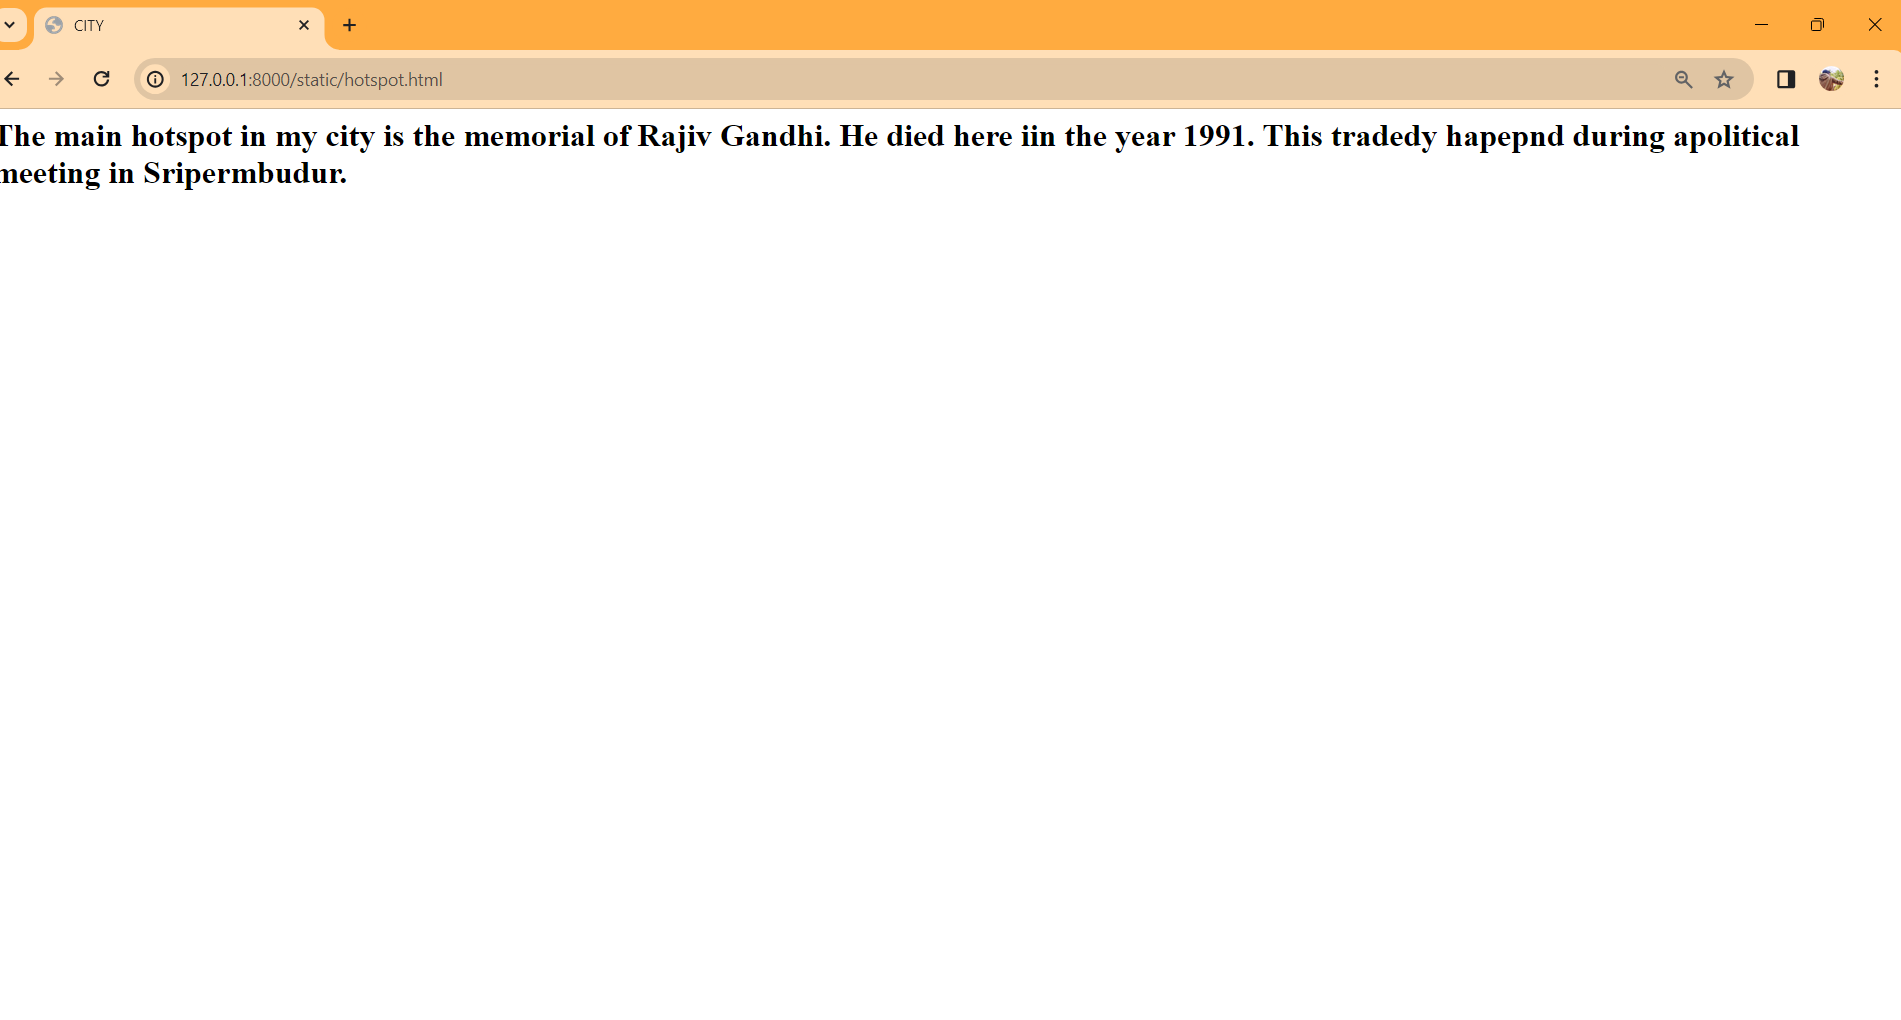 CITY
127.0.0.1:8000/static/hotspot.html
The main hotspot in my city is the memorial of Rajiv Gandhi. He died here iin the year 1991. This tradedy hapepnd during apolitical
meeting in Sripermbudur.